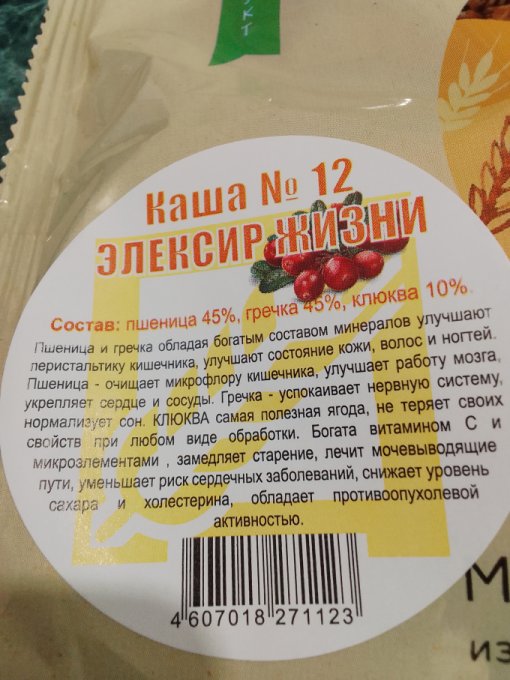 УКТ
Каша № 12
ЭЛЕКСИР ЖИЗНИ
Состав: пшеница 45%, гречка 45%, клюква 10%.
Пшеница и гречка обладая богатым составом минералов улучшают
перистальтику кишечника, улучшают состояние кожи, волос и ногтей.
Пшеница - очищает микрофлору кишечника, улучшает работу мозга,
укрепляет сердце и сосуды. Гречка - успокаивает нервную систему,
нормализует сон. КЛЮКВА самая полезная ягода, не теряет своих
свойств при любом виде обработки. Богата витамином С и
микроэлементами , замедляет старение, лечит мочевыводящие
пути, уменьшает риск сердечных заболеваний, снижает уровень
сахара и холестерина, обладает противоопухолевой
активностью.
4 607018 271123
М
из